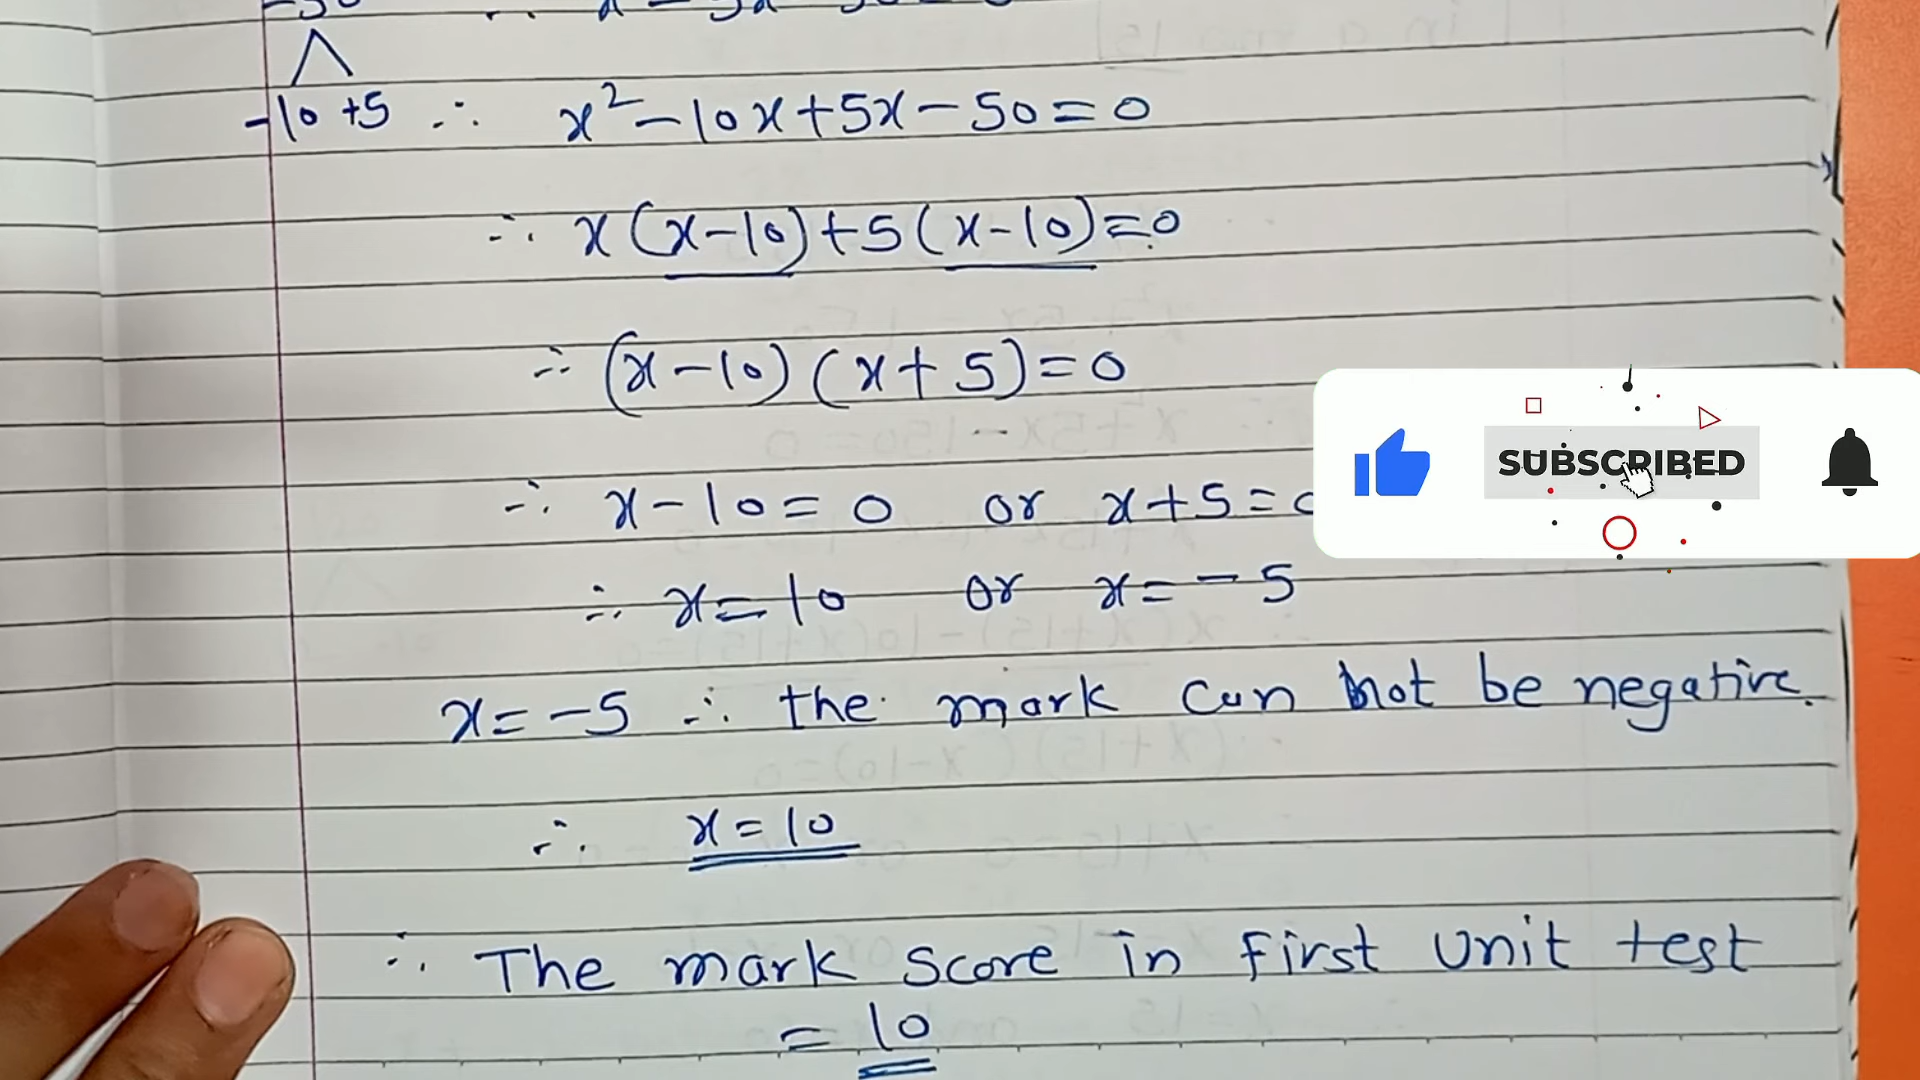 -10 +5 ∴ x² - 10x + 5x - 50 = 0
∴ x (x-10) + 5 (x-10) = 0
∴ (x-10) (x+5) = 0
∴ x - 10 = 0 or x + 5 =
SUBSCRIBED
∴ x = 10 or x = -5
x = -5 ∴ the mark can not be negative.
∴ x = 10
∴ The mark score in first unit test
= 10